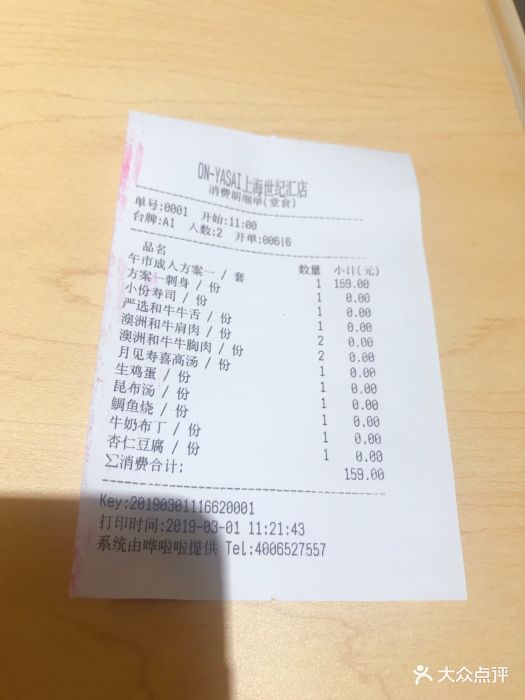 ON-YASAI上海世纪汇店
消费明细单(堂食)
单号:0001 开始:11:00
台牌:A1 人数:2 开单:00616
品名 数量 小计(元)
午市成人方案一 / 套 1 159.00
方案一刺身 / 份 1 0.00
小份寿司 / 份 1 0.00
严选和牛牛舌 / 份 1 0.00
澳洲和牛肩肉 / 份 2 0.00
澳洲和牛牛胸肉 / 份 2 0.00
月见寿喜高汤 / 份 1 0.00
生鸡蛋 / 份 1 0.00
昆布汤 / 份 1 0.00
鲷鱼烧 / 份 1 0.00
牛奶布丁 / 份 1 0.00
杏仁豆腐 / 份 1 0.00
∑消费合计: 159.00
Key:20190301116620001
打印时间:2019-03-01 11:21:43
系统由哗啦啦提供 Tel:4006527557
大众点评